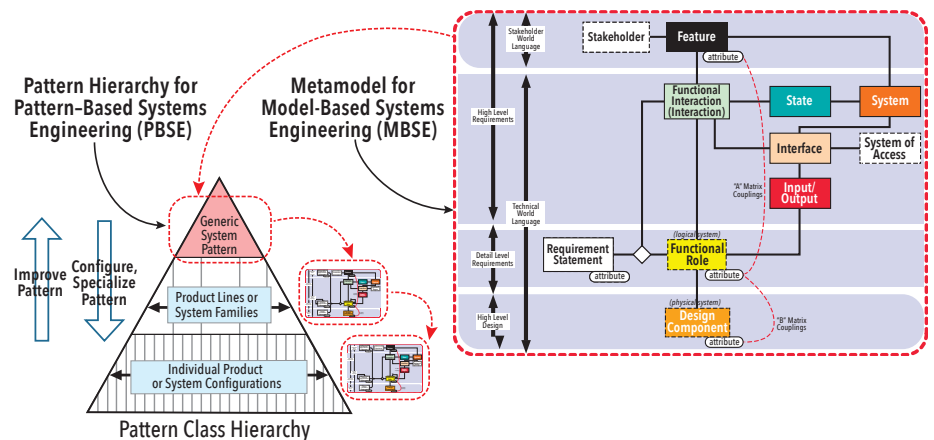 Pattern Hierarchy for
Pattern–Based Systems
Engineering (PBSE)
Metamodel for
Model-Based Systems
Engineering (MBSE)
Improve
Pattern
Configure,
Specialize
Pattern
Generic
System
Pattern
Product Lines or
System Families
Individual Product
or System Configurations
Pattern Class Hierarchy
Stakeholder
World
Language
High Level
Requirements
Technical
World
Language
Detail Level
Requirements
High Level
Design
Stakeholder
Feature
attribute
Functional
Interaction
(Interaction)
State
System
Interface
System of
Access
"A" Matrix
Couplings
Input/
Output
(logical system)
Requirement
Statement
attribute
Functional
Role
attribute
(physical system)
Design
Component
attribute
"B" Matrix
Couplings